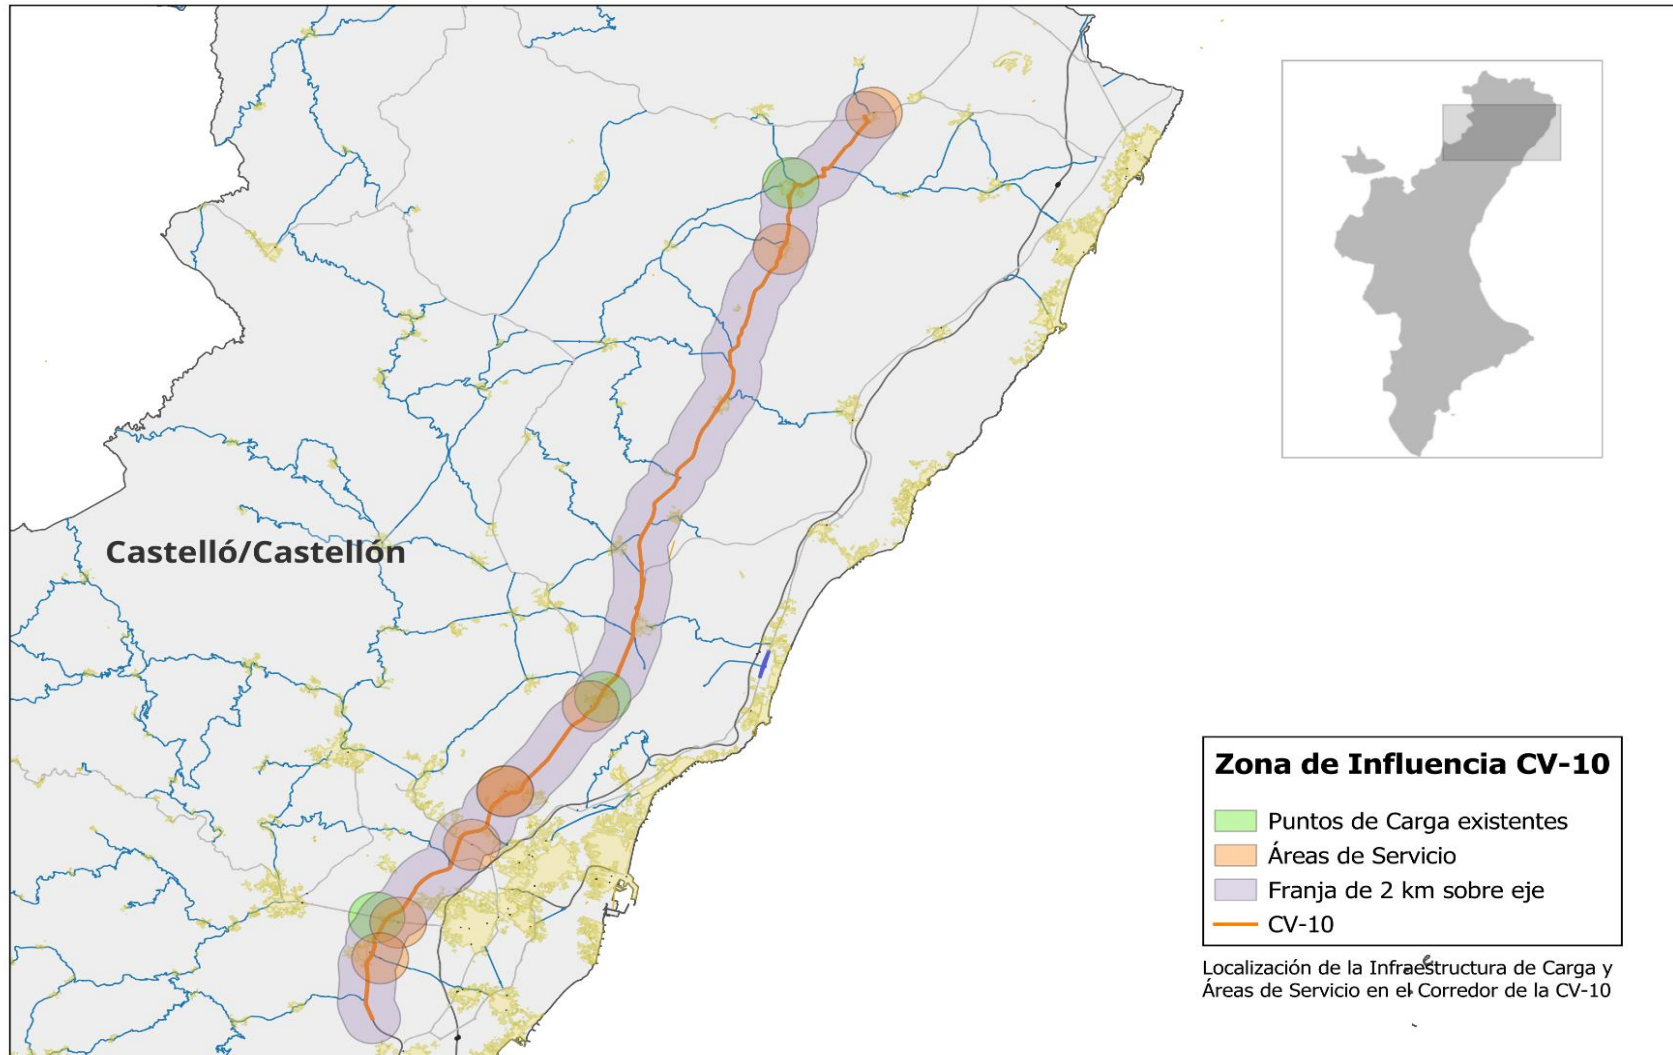 Castelló/Castellón
Zona de Influencia CV-10
Puntos de Carga existentes
Áreas de Servicio
Franja de 2 km sobre eje
CV-10
Localización de la Infraestructura de Carga y
Áreas de Servicio en el Corredor de la CV-10